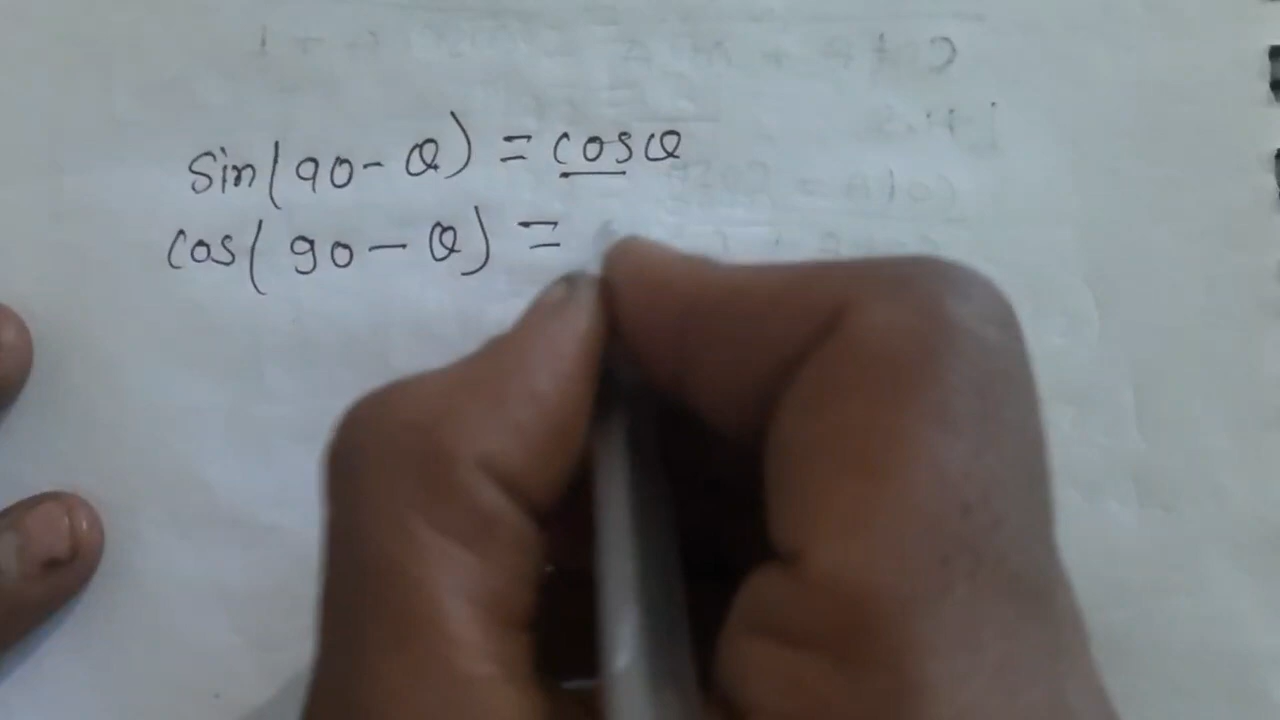 Sin(90-θ) = cosθ
cos(90-θ) =